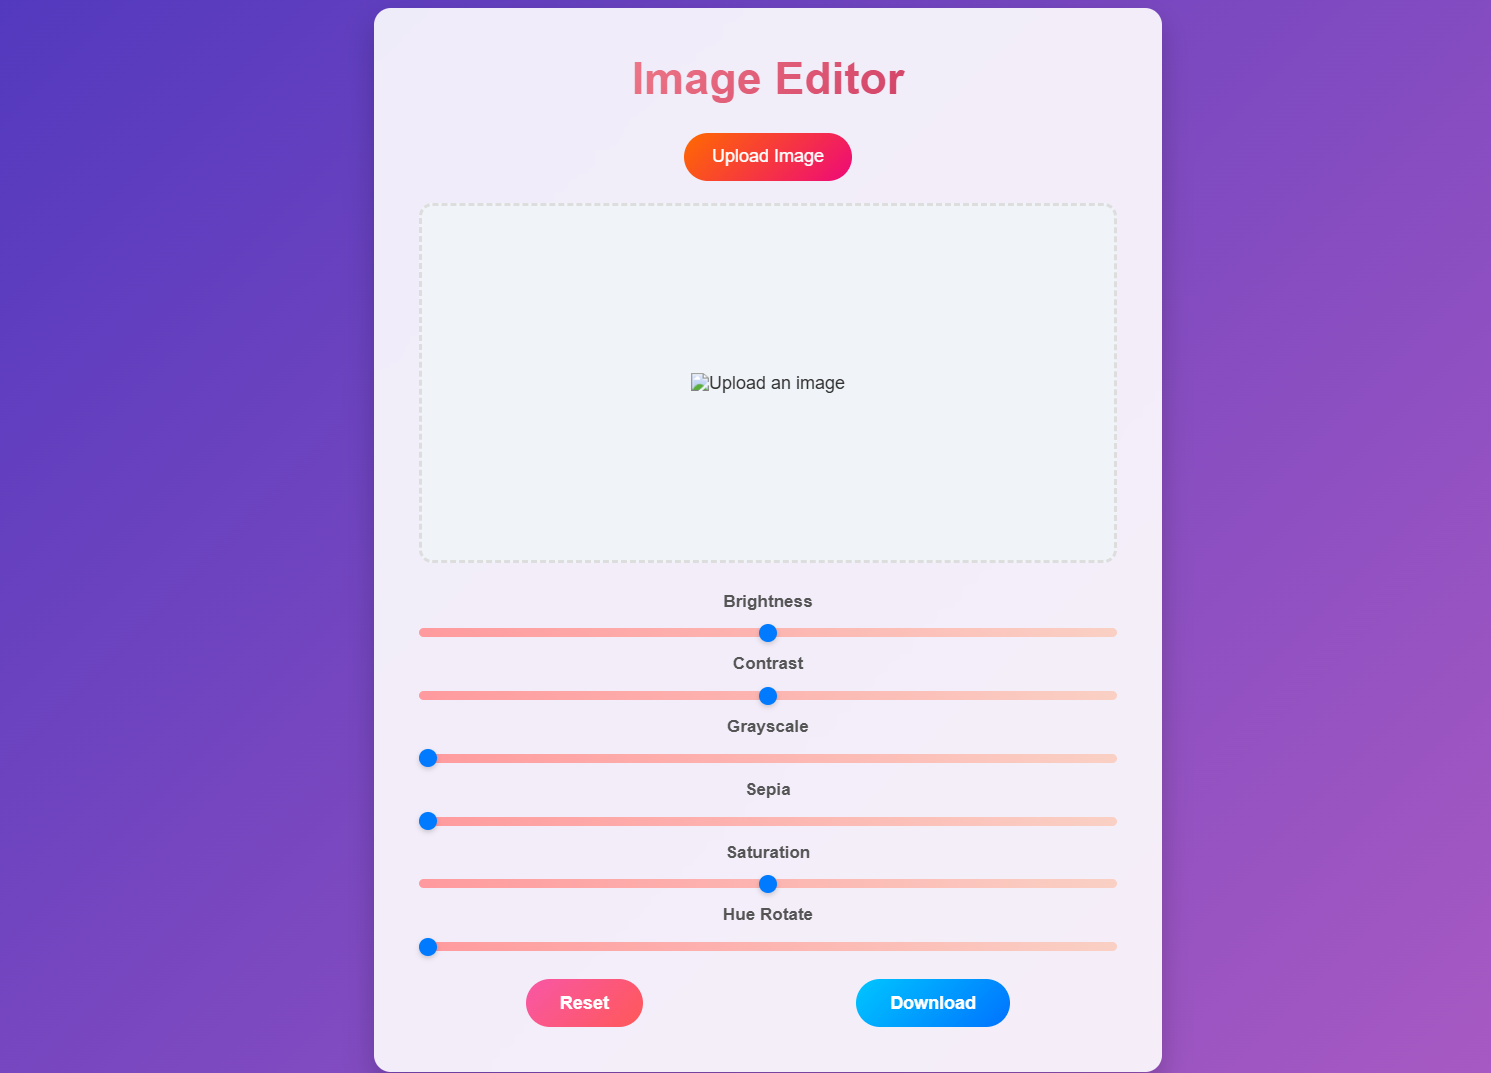 Image Editor
Upload Image
Upload an image
Brightness
Contrast
Grayscale
Sepia
Saturation
Hue Rotate
Reset
Download